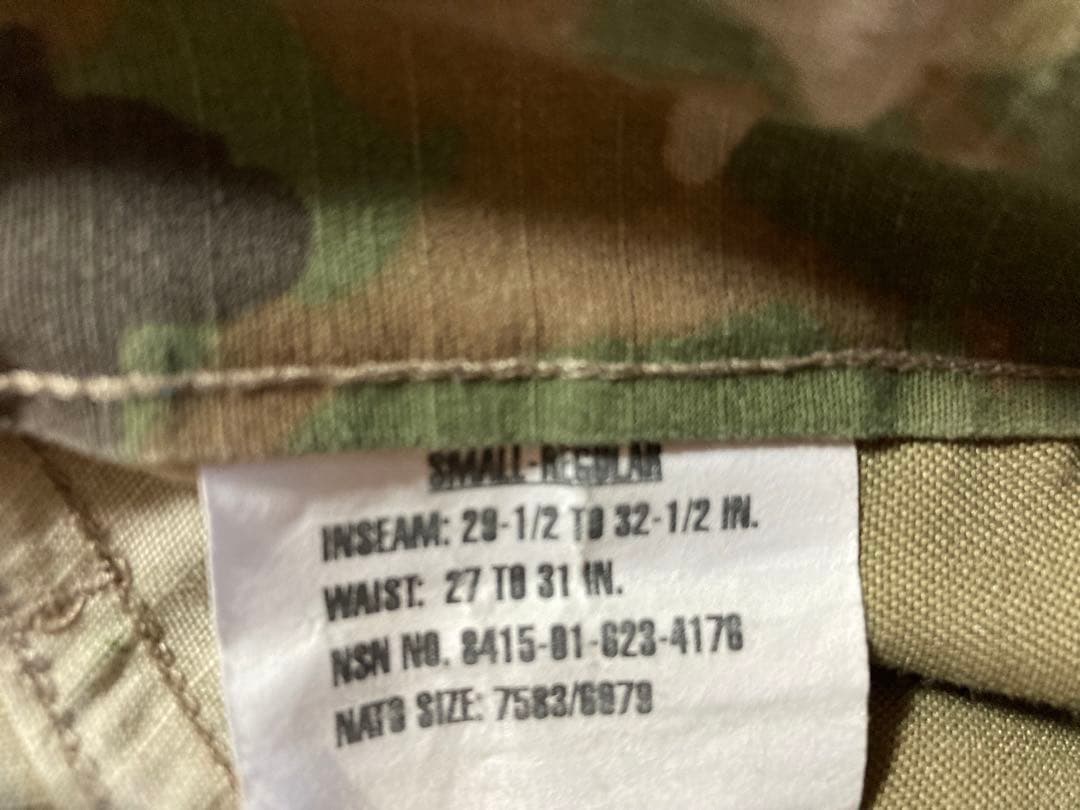 SMALL-REGULAR
INSEAM: 29-1/2 TO 32-1/2 IN.
WAIST: 27 TO 31 IN.
NSN NO. 8415-01-623-4176
NATO SIZE: 7583/6979